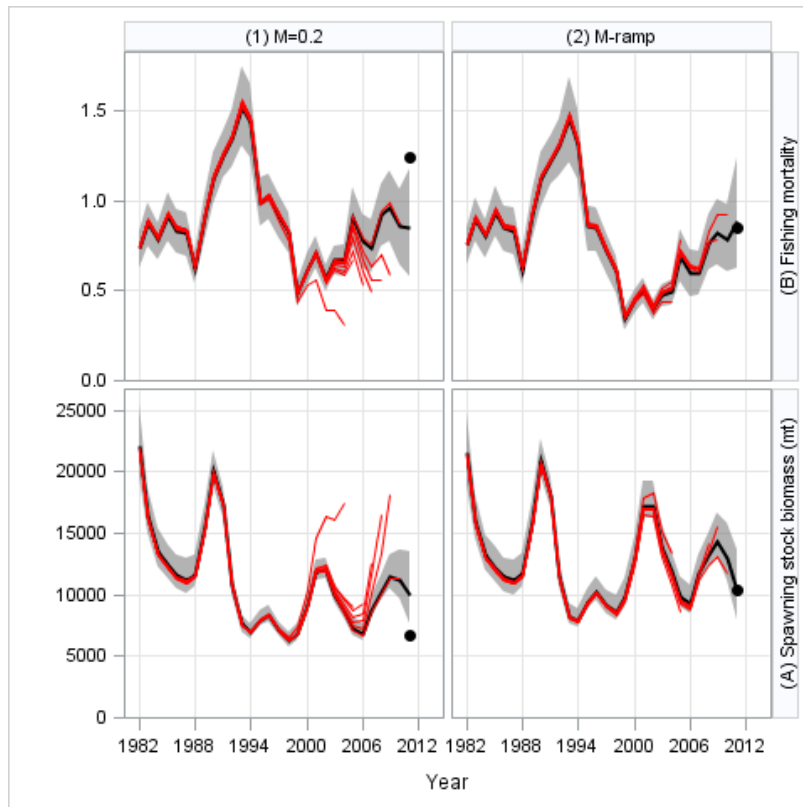 (1) M=0.2
(2) M-ramp
1.5
1.0
0.5
0.0
(B) Fishing mortality
25000
20000
15000
10000
5000
0
(A) Spawning stock biomass (mt)
1982 1988 1994 2000 2006 2012
1982 1988 1994 2000 2006 2012
Year